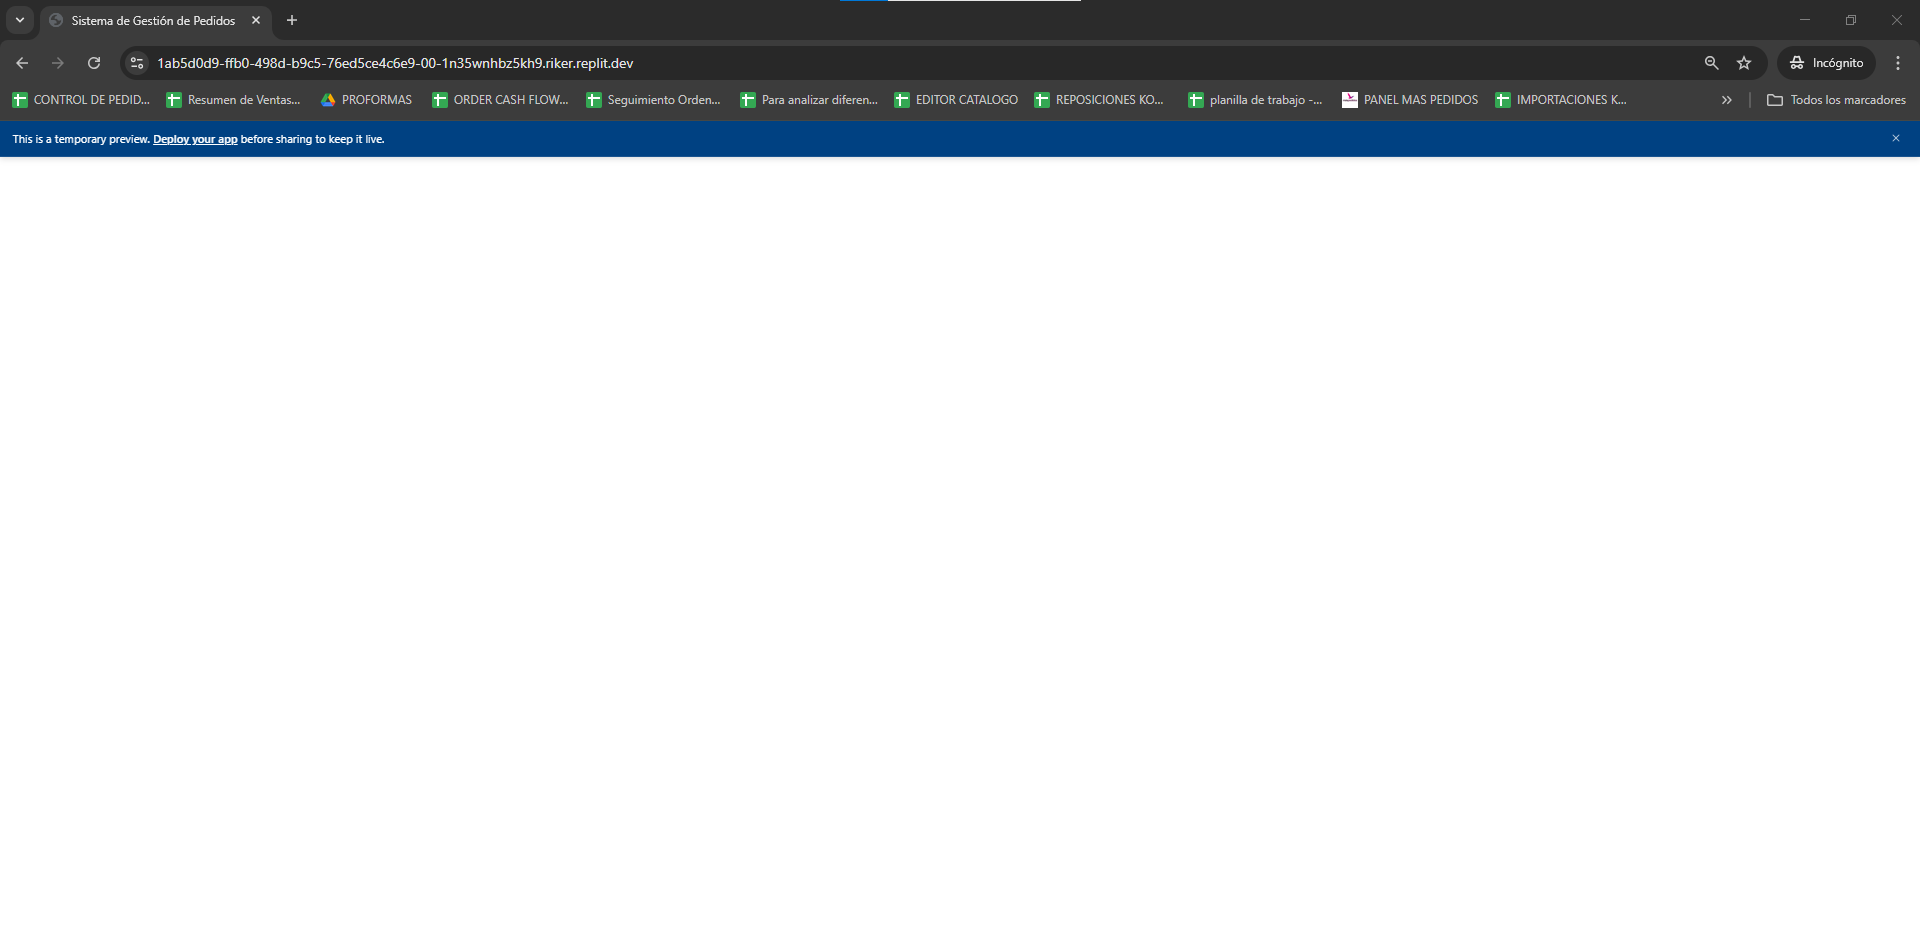 Sistema de Gestión de Pedidos
1ab5d0d9-ffb0-498d-b9c5-76ed5ce4c6e9-00-1n35wnhbz5kh9.riker.replit.dev
Incógnito
CONTROL DE PEDID...
Resumen de Ventas...
PROFORMAS
ORDER CASH FLOW...
Seguimiento Orden...
Para analizar diferen...
EDITOR CATALOGO
REPOSICIONES KO...
planilla de trabajo -...
PANEL MAS PEDIDOS
IMPORTACIONES K...
Todos los marcadores
This is a temporary preview. Deploy your app before sharing to keep it live.